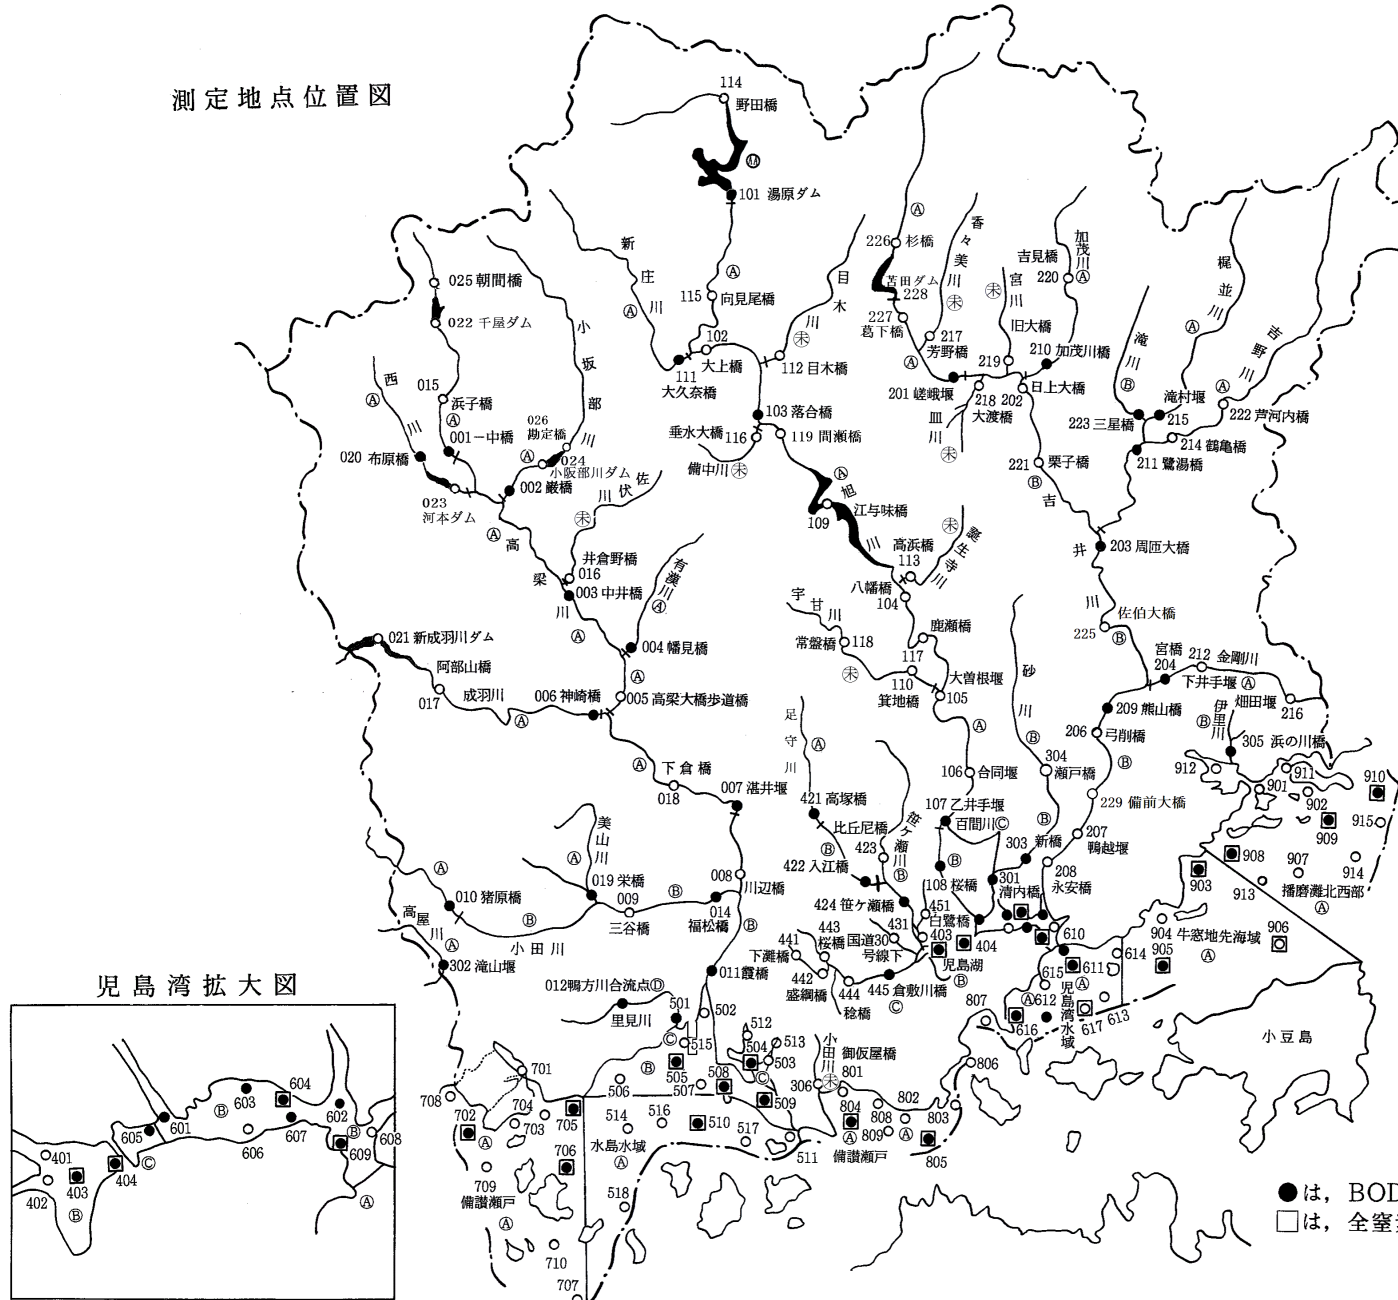 測定地点位置図
114
野田橋
Ⓜ
101 湯原ダム
新庄川
Ⓐ
Ⓐ
115
向見尾橋
102
大上橋
111
大久奈橋
目木川
㊍
112 目木橋
103 落合橋
垂水大橋
116
119 間瀬橋
備中川
025 朝間橋
022 千屋ダム
小坂部川
西川
Ⓐ
015
浜子橋
Ⓐ
001一中橋
026
勘定橋
Ⓐ
024
小阪部川ダム
020 布原橋
002 巌橋
023
河本ダム
佐伏川
Ⓐ
高梁川
井倉野橋
016
003 中井橋
有漢川
Ⓐ
Ⓐ
004 幡見橋
021 新成羽川ダム
阿部山橋
017
成羽川
Ⓐ
006 神崎橋
Ⓐ
005 高梁大橋歩道橋
Ⓐ
下倉橋
018
007 湛井堰
226 杉橋
Ⓐ
苫田ダム
228
227
葛下橋
香々美川
217
芳野橋
Ⓐ
201 嵯峨堰
宮川
旧大橋
219
吉見橋
220
加茂川
Ⓐ
210 加茂川橋
218
大渡橋
202
日上大橋
皿川
滝川
Ⓑ
梶並川
Ⓐ
吉野川
Ⓐ
滝村堰
215
222 芦河内橋
223 三星橋
214 鶴亀橋
211 鷺湯橋
221
栗子橋
Ⓑ
吉井川
203 周匝大橋
Ⓐ
旭川
109
江与味橋
高浜橋
113
誕生寺川
八幡橋
104
宇甘川
常盤橋
118
鹿瀬橋
117
110
箕地橋
大曽根堰
105
Ⓐ
106
合同堰
砂川
Ⓑ
304
瀬戸橋
佐伯大橋
225
Ⓑ
宮橋
204
212 金剛川
下井手堰 Ⓐ
畑田堰
216
209 熊山橋
206
弓削橋
Ⓑ
伊里川
Ⓑ
305 浜の川橋
229 備前大橋
207
鴨越堰
208
永安橋
足守川
Ⓐ
421 高塚橋
Ⓑ
比丘尼橋
423
笹ヶ瀬川
Ⓑ
422 入江橋
424 笹ヶ瀬橋
107 乙井手堰
百間川Ⓒ
Ⓑ
108 桜橋
303
新橋
Ⓑ
301
清内橋
451
白鷺橋
431
403
404
国道30号線下
児島湖
Ⓑ
443
桜橋
441
下灘橋
442
盛綱橋
444
稔橋
445 倉敷川橋
Ⓒ
美山川
Ⓐ
019 栄橋
009
三谷橋
Ⓑ
008
川辺橋
014
福松橋
Ⓑ
010 猪原橋
Ⓐ
Ⓑ
小田川
高屋川
Ⓐ
302 滝山堰
011霞橋
012鴨方川合流点Ⓓ
里見川
501
502
Ⓒ
515
512
513
504
503
Ⓒ
Ⓑ
505
506
507
508
509
510
511
514
516
517
518
水島水域
Ⓐ
小田川
御仮屋橋
306
801
802
803
804
805
806
807
808
809
Ⓐ
Ⓐ
備讃瀬戸
701
702
703
704
705
706
707
708
709
710
Ⓐ
備讃瀬戸
Ⓐ
610
611
612
613
614
615
616
617
Ⓐ
Ⓐ
児島湾水域
901
902
903
904
905
906
907
908
909
910
911
912
913
914
915
播磨灘北西部
Ⓐ
牛窓地先海域
Ⓐ
小豆島
児島湾拡大図
401
402
403
Ⓑ
404
Ⓒ
601
602
603
604
605
606
607
608
609
Ⓑ
Ⓑ
Ⓐ
●は，BOD
□は，全窒